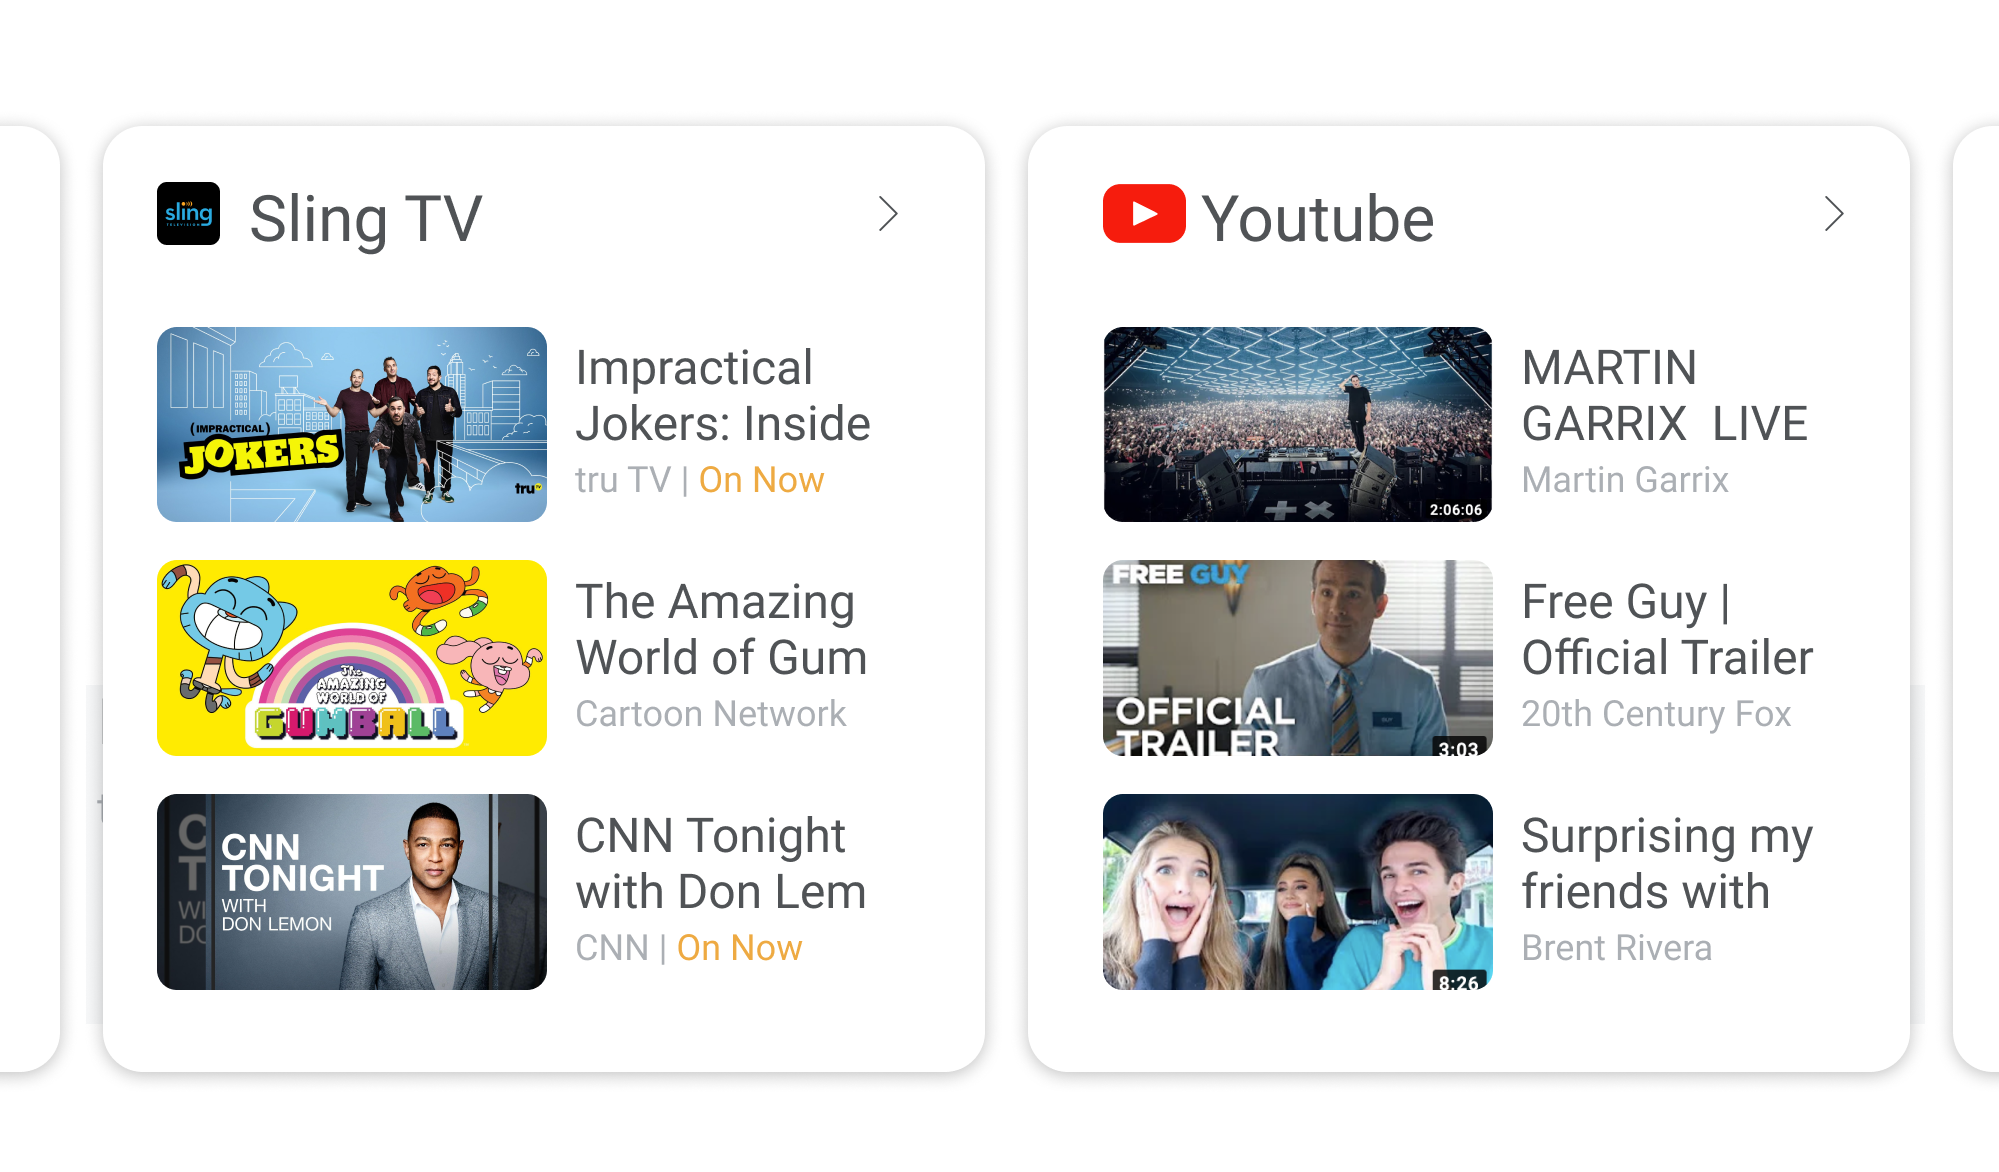 sling
TELEVISION
Sling TV
(IMPRACTICAL)
JOKERS
tru
TV
Impractical
Jokers: Inside
tru TV | On Now
The
AMAZING
WORLD OF
GUMBALL
The Amazing
World of Gum
Cartoon Network
CNN
TONIGHT
WITH
DON LEMON
CNN Tonight
with Don Lem
CNN | On Now
Youtube
2:06:06
MARTIN
GARRIX  LIVE
Martin Garrix
FREE GUY
GUY
OFFICIAL
TRAILER
3:03
Free Guy |
Official Trailer
20th Century Fox
8:26
Surprising my
friends with
Brent Rivera